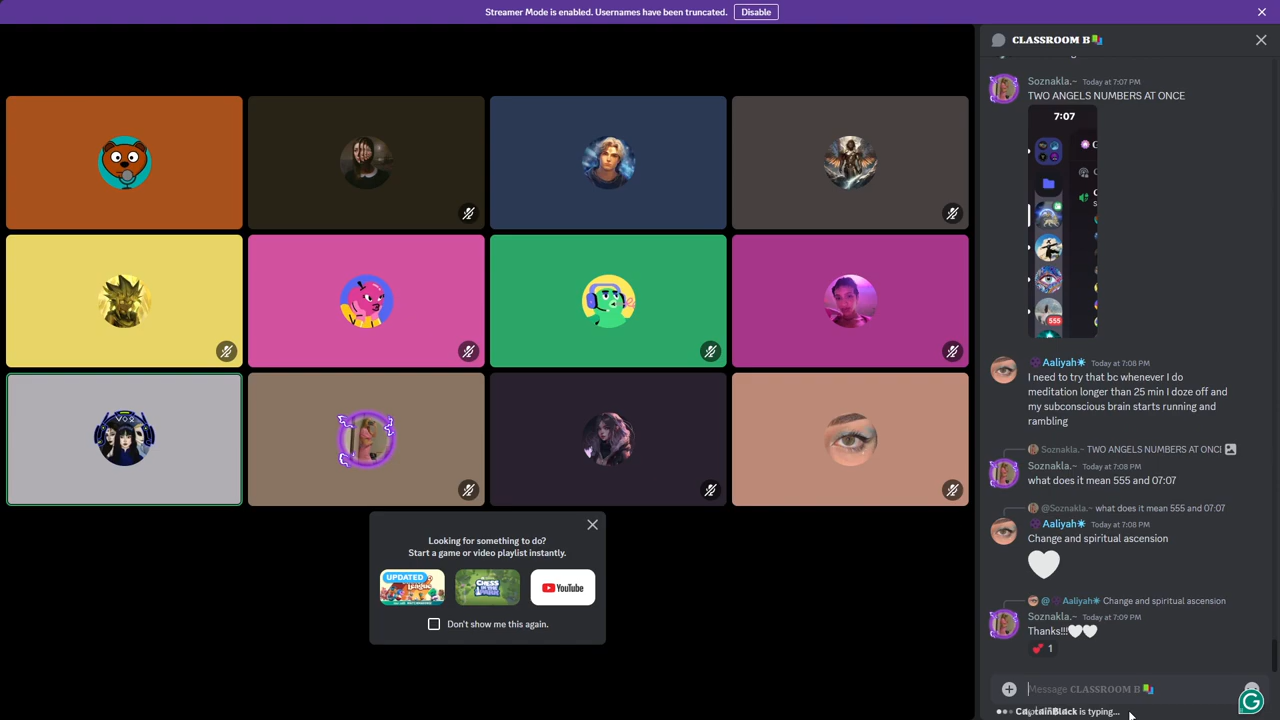 Streamer Mode is enabled. Usernames have been truncated. Disable
CLASSROOM B
Soznakla.~ Today at 7:07 PM
TWO ANGELS NUMBERS AT ONCE
7:07
555
Aaliyah Today at 7:08 PM
I need to try that bc whenever I do
meditation longer than 25 min I doze off and
my subconscious brain starts running and
rambling
Soznakla.~ TWO ANGELS NUMBERS AT ONCE
Soznakla.~ Today at 7:08 PM
what does it mean 555 and 07:07
@Soznakla.~ what does it mean 555 and 07:07
Aaliyah Today at 7:08 PM
Change and spiritual ascension
@ Aaliyah Change and spiritual ascension
Soznakla.~ Today at 7:09 PM
Thanks!!!
1
Message CLASSROOM B
is typing...
Looking for something to do?
Start a game or video playlist instantly.
UPDATED
CHESS
IN THE
YouTube
Don't show me this again.